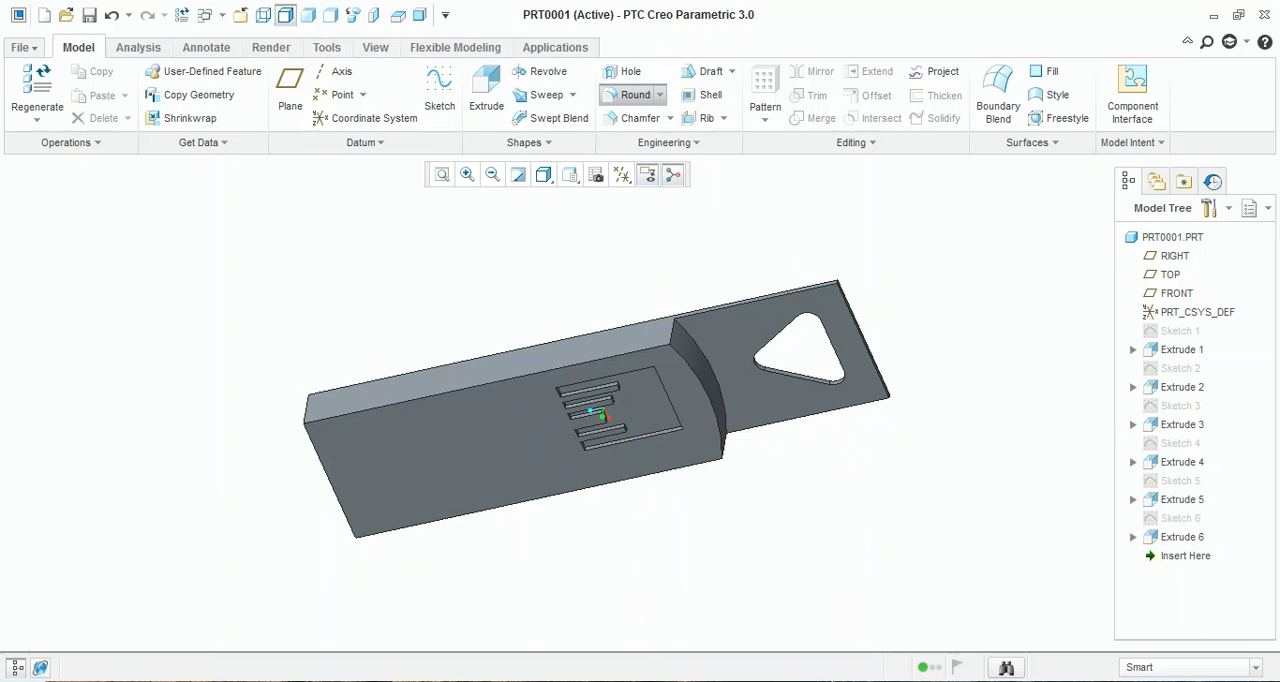 PRT0001 (Active) - PTC Creo Parametric 3.0
File Model Analysis Annotate Render Tools View Flexible Modeling Applications
Regenerate
Copy
Paste
Delete
Operations
User-Defined Feature
Copy Geometry
Shrinkwrap
Get Data
Plane
Axis
Point
Coordinate System
Datum
Sketch
Extrude
Revolve
Sweep
Swept Blend
Shapes
Hole
Round
Chamfer
Draft
Shell
Rib
Engineering
Pattern
Mirror
Trim
Merge
Extend
Offset
Intersect
Project
Thicken
Solidify
Editing
Boundary
Blend
Fill
Style
Freestyle
Surfaces
Component
Interface
Model Intent
Model Tree
PRT0001.PRT
RIGHT
TOP
FRONT
PRT_CSYS_DEF
Sketch 1
Extrude 1
Sketch 2
Extrude 2
Sketch 3
Extrude 3
Sketch 4
Extrude 4
Sketch 5
Extrude 5
Sketch 6
Extrude 6
Insert Here
Smart